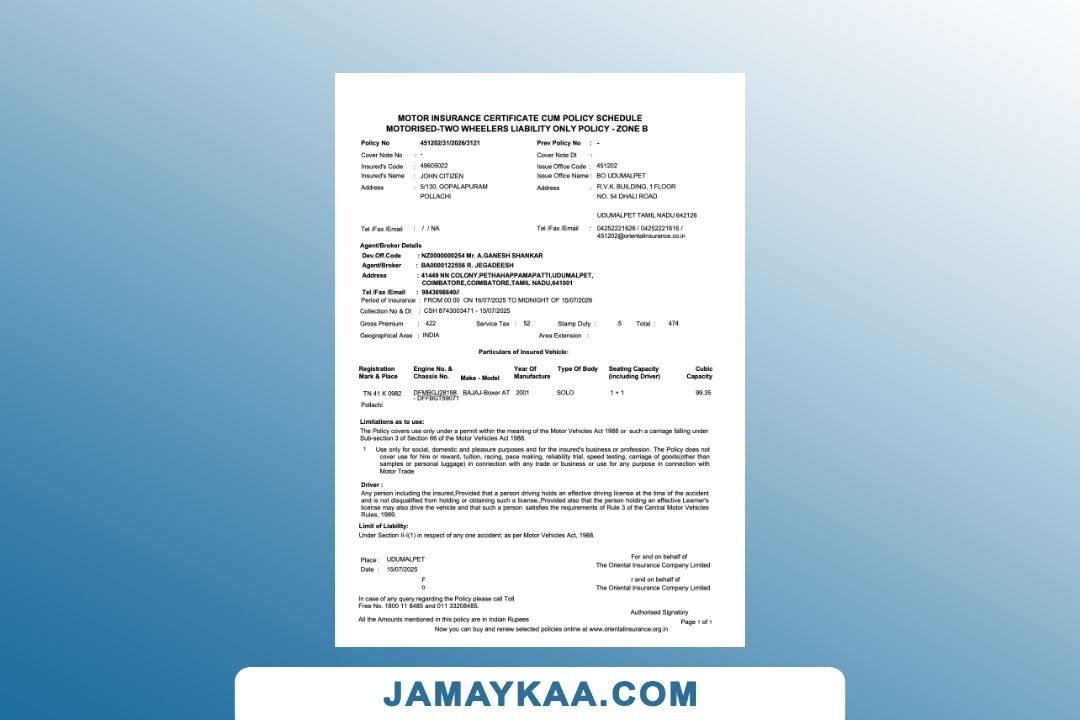 MOTOR INSURANCE CERTIFICATE CUM POLICY SCHEDULE
MOTORISED-TWO WHEELERS LIABILITY ONLY POLICY - ZONE B
Policy No 451202/31/2026/3121 Prev Policy No : -
Cover Note No : - Cover Note Dt :
Insured's Code : 49605022 Issue Office Code : 451202
Insured's Name : JOHN CITIZEN Issue Office Name : BO UDUMALPET
Address : 5/130, GOPALAPURAM Address : R.V.K. BUILDING, 1 FLOOR
POLLACHI NO. 54 DHALI ROAD
UDUMALPET TAMIL NADU 642126
Tel /Fax /Email : / / NA Tel /Fax /Email : 04252221626 / 04252221616 /
451202@orientalinsurance.co.in
Agent/Broker Details
Dev.Off.Code : NZ0000000254 Mr. A.GANESH SHANKAR
Agent/Broker : BA0000122556 R. JEGADEESH
Address : 41449 NN COLONY,PETHAHAPPAMAPATTI,UDUMALPET,
COIMBATORE,COIMBATORE,TAMIL NADU,641001
Tel /Fax /Email : 9843698840//
Period of Insurance : FROM 00:00 ON 16/07/2025 TO MIDNIGHT OF 15/07/2026
Collection No & Dt : CSH 6743003471 - 15/07/2025
Gross Premium : 422 Service Tax : 52 Stamp Duty : .5 Total : 474
Geographical Area : INDIA Area Extension :
Particulars of Insured Vehicle:
Registration Engine No. & Year Of Type Of Body Seating Capacity Cubic
Mark & Place Chassis No. Make - Model Manufacture (including Driver) Capacity
TN 41 K 0982 DFMBGJ28198 BAJAJ-Boxer AT 2001 SOLO 1 + 1 99.35
- DFFBGT59071
Pollachi
Limitations as to use:
The Policy covers use only under a permit within the meaning of the Motor Vehicles Act 1988 or such a carriage falling under
Sub-section 3 of Section 66 of the Motor Vehicles Act 1988.
1 Use only for social, domestic and pleasure purposes and for the insured's business or profession. The Policy does not
cover use for hire or reward, tuition, racing, pace making, reliability trial, speed testing, carriage of goods(other than
samples or personal luggage) in connection with any trade or business or use for any purpose in connection with
Motor Trade
Driver :
Any person including the insured,Provided that a person driving holds an effective driving license at the time of the accident
and is not disqualified from holding or obtaining such a license.,Provided also that the person holding an effective Learner's
license may also drive the vehicle and that such a person satisfies the requirements of Rule 3 of the Central Motor Vehicles
Rules, 1989.
Limit of Liability:
Under Section II-I(1) in respect of any one accident: as per Motor Vehicles Act, 1988.
Place : UDUMALPET For and on behalf of
The Oriental Insurance Company Limited
Date : 15/07/2025
F r and on behalf of
o The Oriental Insurance Company Limited
In case of any query regarding the Policy please call Toll
Free No. 1800 11 8485 and 011 33208485.
Authorised Signatory
All the Amounts mentioned in this policy are in Indian Rupees
Page 1 of 1
Now you can buy and renew selected policies online at www.orientalinsurance.org.in
JAMAYKAA.COM